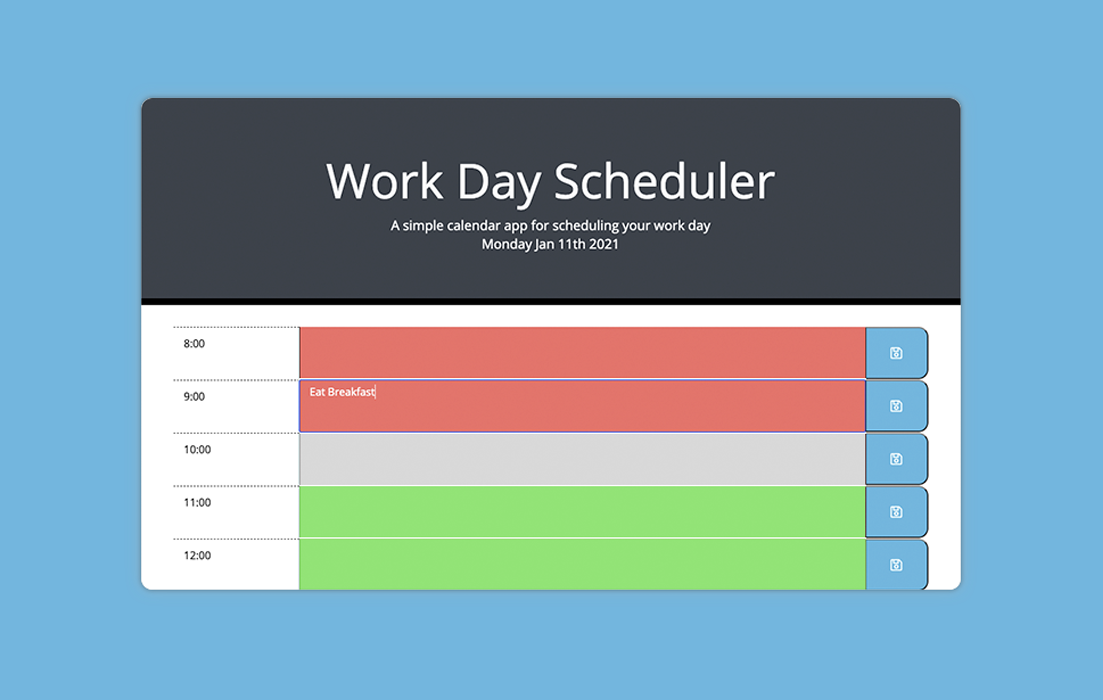 Work Day Scheduler
A simple calendar app for scheduling your work day
Monday Jan 11th 2021
8:00
9:00
Eat Breakfast
10:00
11:00
12:00